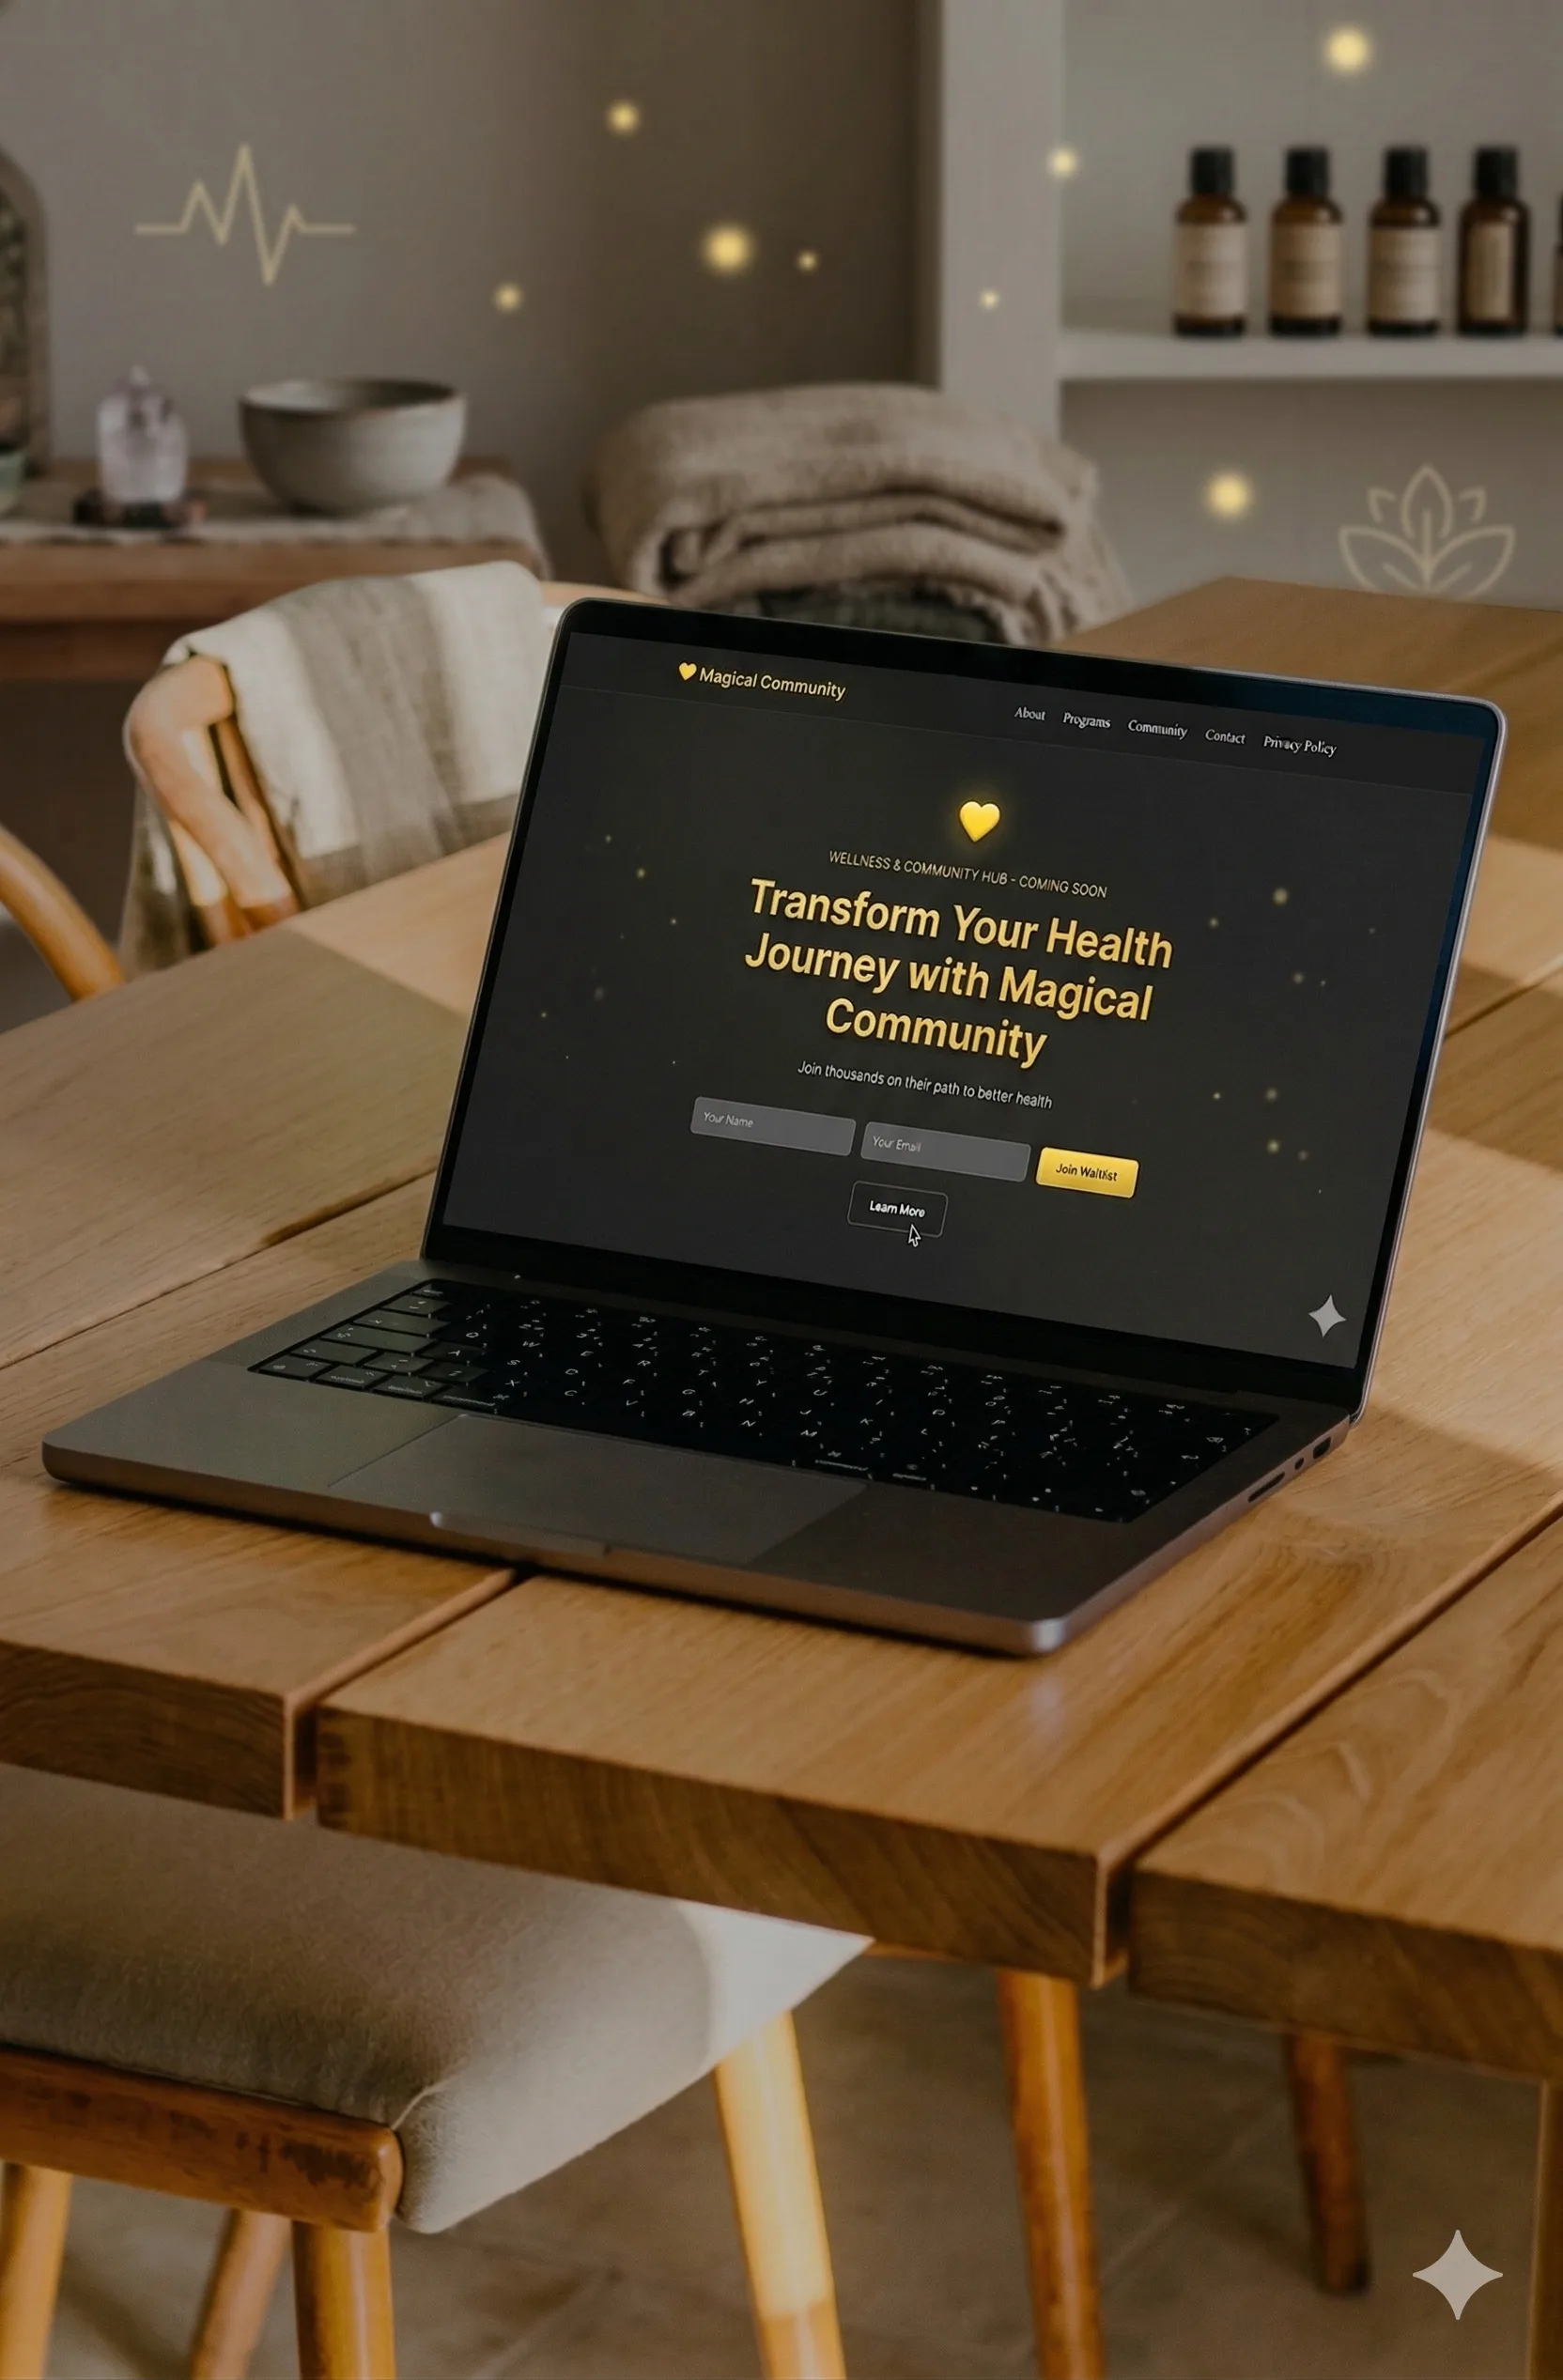 Magical Community
About Programs Community Contact Privacy Policy
WELLNESS & COMMUNITY HUB - COMING SOON
Transform Your Health
Journey with Magical
Community
Join thousands on their path to better health
Your Name
Your Email
Join Waitlist
Learn More